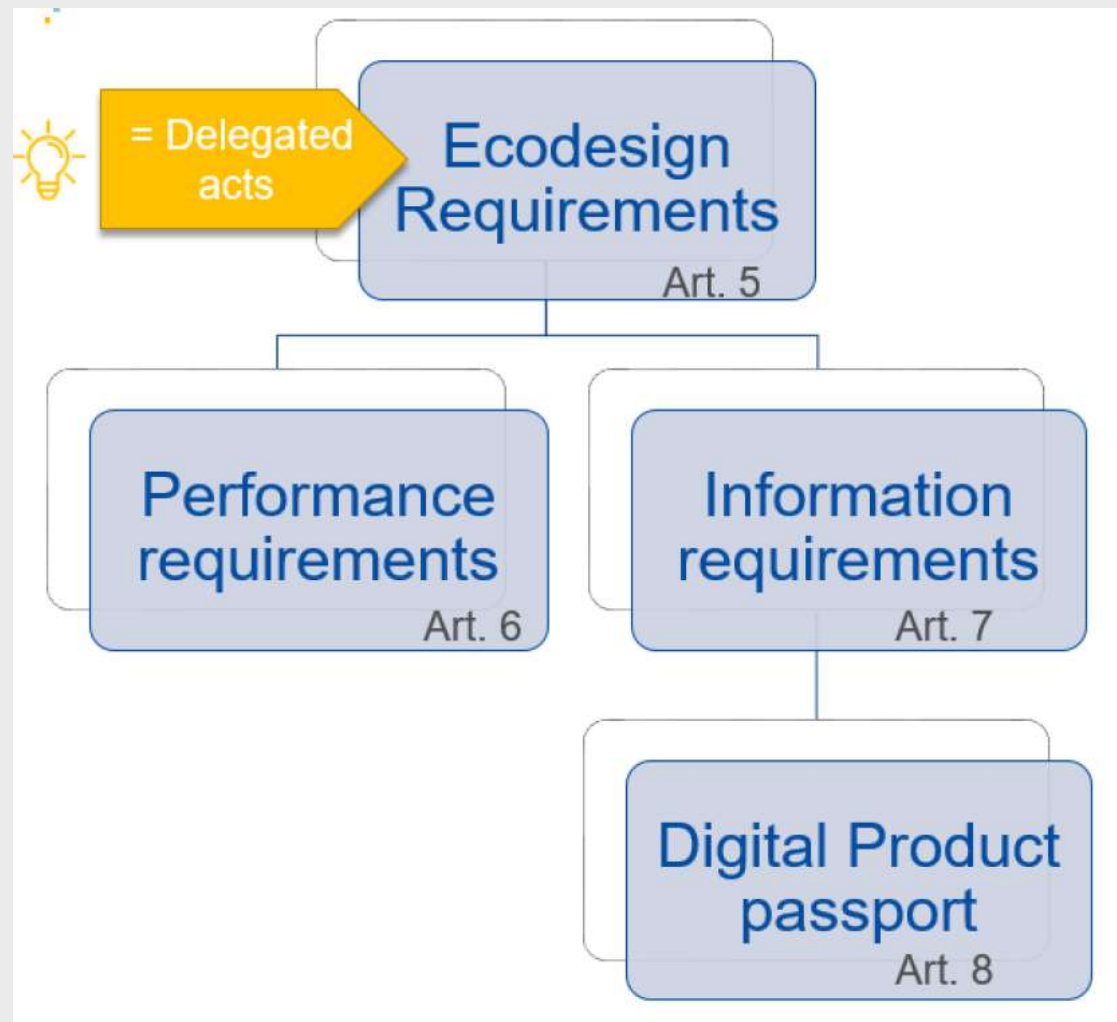 = Delegated
acts
Ecodesign
Requirements
Art. 5
Performance
requirements
Art. 6
Information
requirements
Art. 7
Digital Product
passport
Art. 8